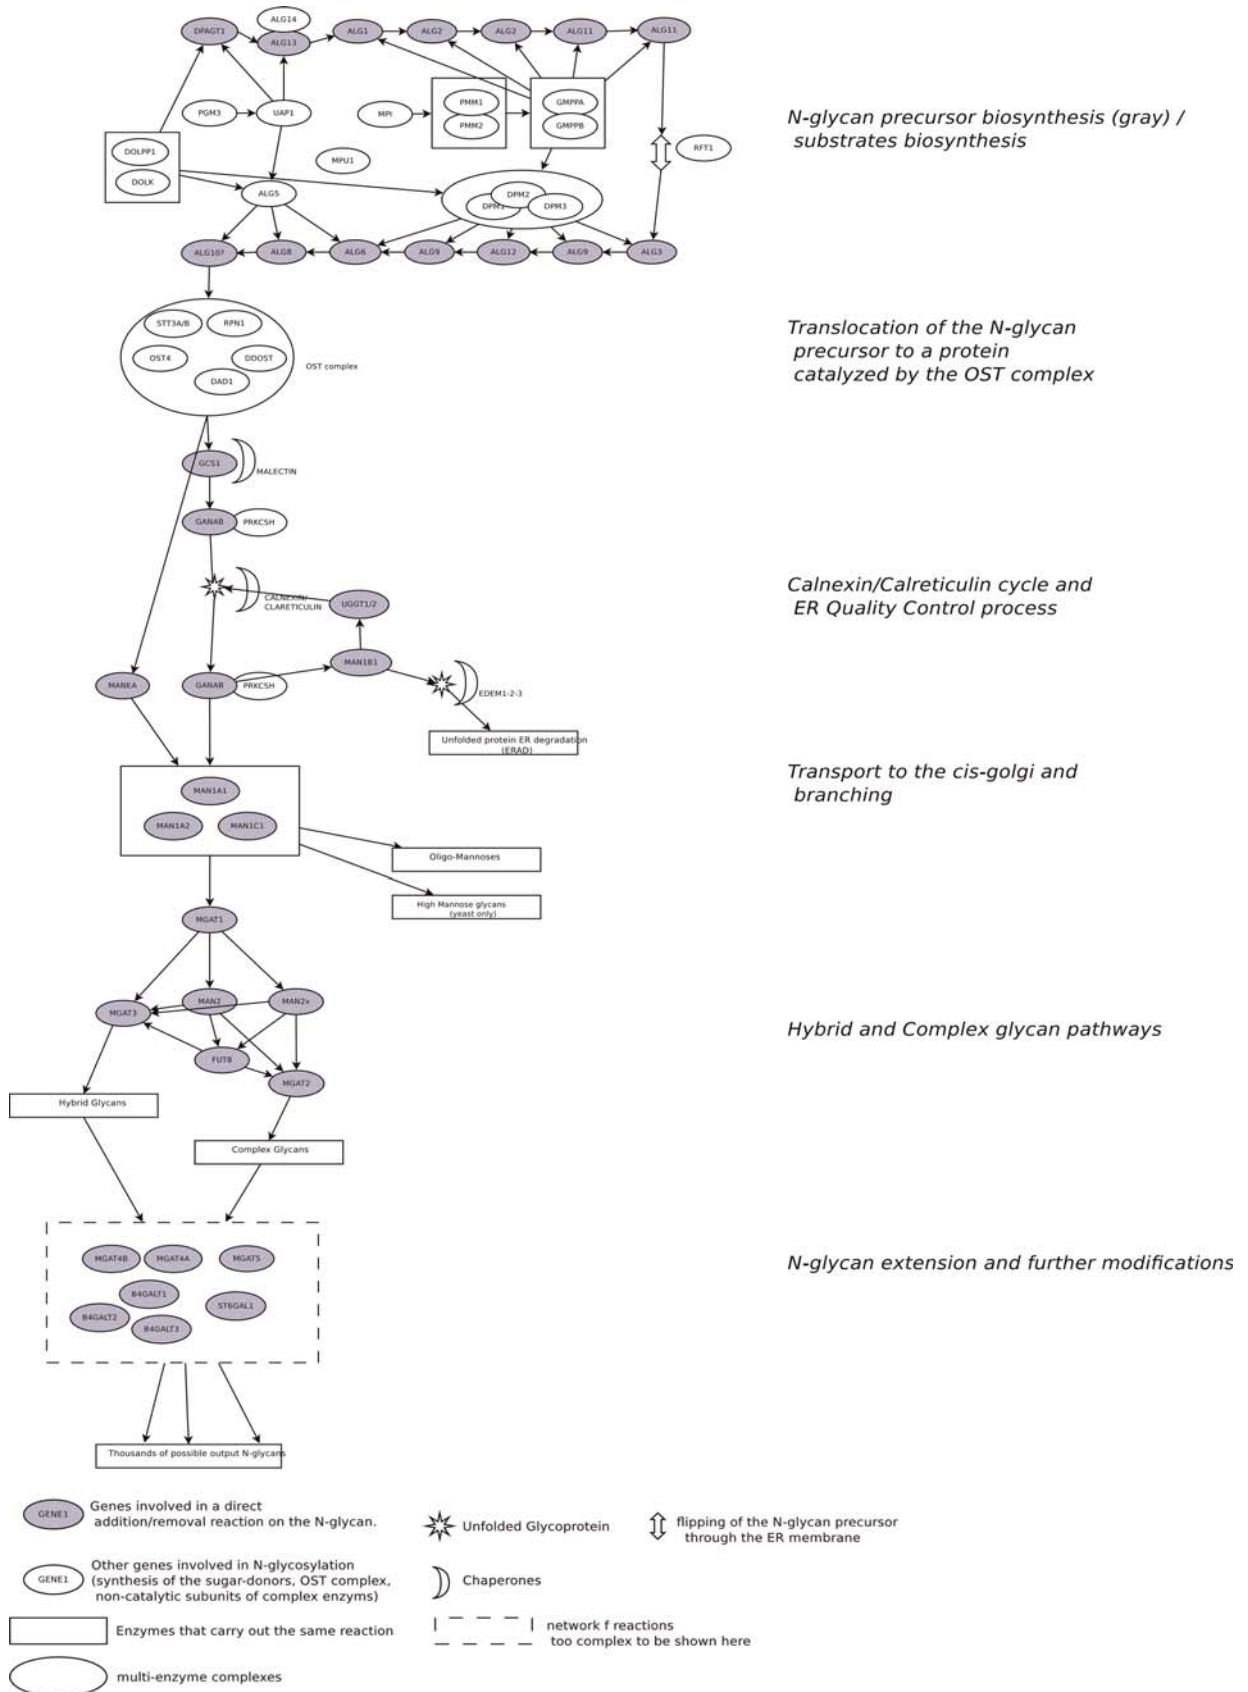 ALG14
DPAGT1
ALG13
ALG1
ALG2
ALG2
ALG11
ALG11
PGM3
UAP1
MPI
PMM1
PMM2
GMPPA
GMPPB
N-glycan precursor biosynthesis (gray) /
substrates biosynthesis
DOLPP1
DOLK
MPU1
RFT1
ALG5
DPM2
DPM1
DPM3
ALG10?
ALG8
ALG6
ALG9
ALG12
ALG9
ALG3
STT3A/B
RPN1
OST4
DDOST
DAD1
OST complex
Translocation of the N-glycan
precursor to a protein
catalyzed by the OST complex
GCS1
MALECTIN
GANAB
PRKCSH
CALNEXIN/
CLARETICULIN
UGGT1/2
Calnexin/Calreticulin cycle and
ER Quality Control process
MAN1B1
MANEA
GANAB
PRKCSH
EDEM1-2-3
Unfolded protein ER degradation
(ERAD)
Transport to the cis-golgi and
branching
MAN1A1
MAN1A2
MAN1C1
Oligo-Mannoses
High Mannose glycans
(yeast only)
MGAT1
MGAT3
MAN2
MAN2x
Hybrid and Complex glycan pathways
FUT8
MGAT2
Hybrid Glycans
Complex Glycans
MGAT4B
MGAT4A
MGAT5
N-glycan extension and further modifications
B4GALT1
B4GALT2
B4GALT3
ST6GAL1
Thousands of possible output N-glycans
GENE1
Genes involved in a direct
addition/removal reaction on the N-glycan.
Unfolded Glycoprotein
flipping of the N-glycan precursor
through the ER membrane
GENE1
Other genes involved in N-glycosylation
(synthesis of the sugar-donors, OST complex,
non-catalytic subunits of complex enzymes)
Chaperones
Enzymes that carry out the same reaction
network f reactions
too complex to be shown here
multi-enzyme complexes